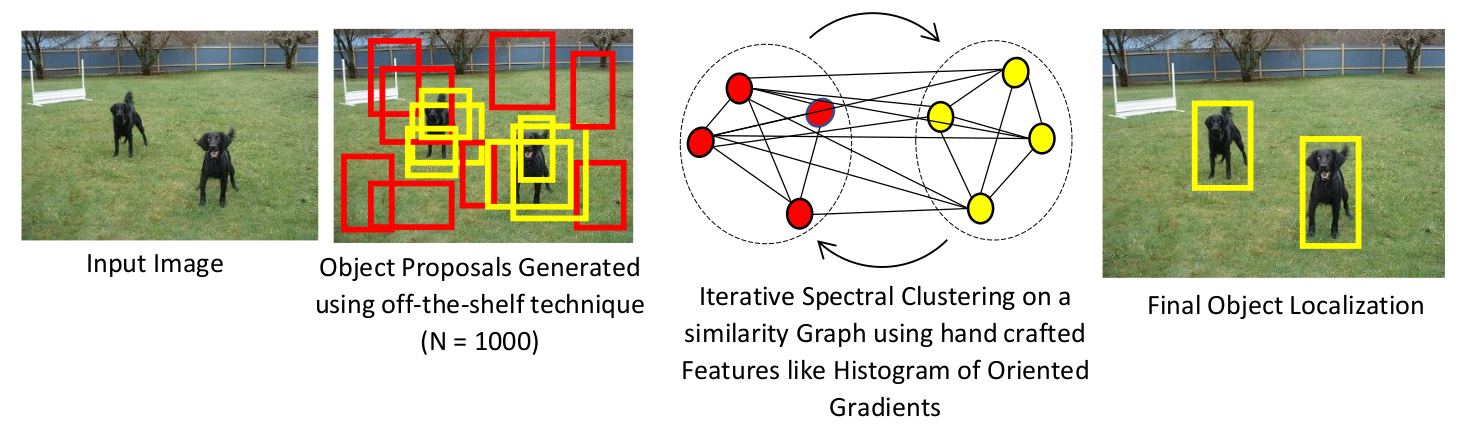 Input Image
Object Proposals Generated
using off-the-shelf technique
(N = 1000)
Iterative Spectral Clustering on a
similarity Graph using hand crafted
Features like Histogram of Oriented
Gradients
Final Object Localization